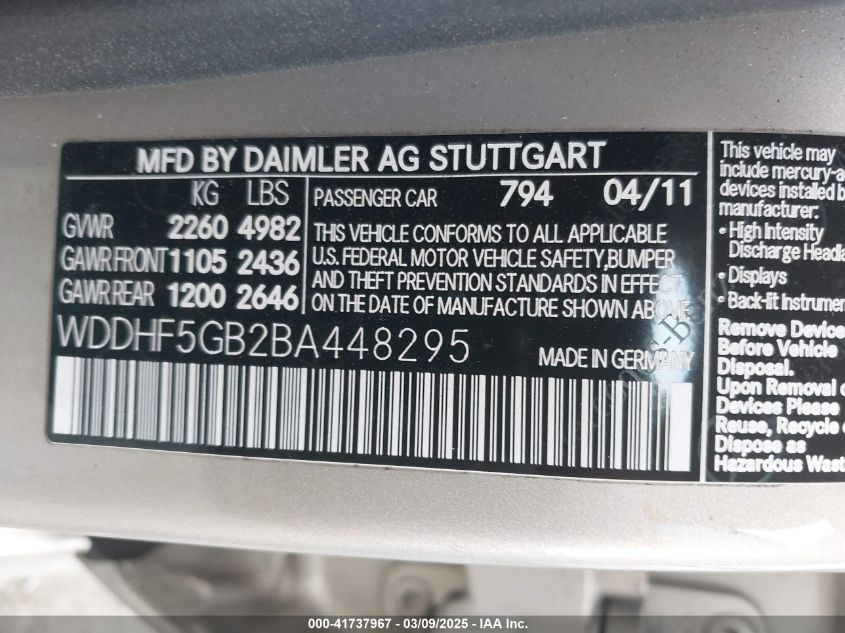 MFD BY DAIMLER AG STUTTGART
KG LBS
GVWR 2260 4982
GAWR FRONT 1105 2436
GAWR REAR 1200 2646
PASSENGER CAR 794 04/11
THIS VEHICLE CONFORMS TO ALL APPLICABLE
U.S. FEDERAL MOTOR VEHICLE SAFETY,BUMPER
AND THEFT PREVENTION STANDARDS IN EFFECT
ON THE DATE OF MANUFACTURE SHOWN ABOVE
WDDHF5GB2BA448295
MADE IN GERMANY
This vehicle may
include mercury-a
devices installed b
manufacturer:
• High Intensity
Discharge Headla
• Displays
• Back-lit Instrumen
Remove Device
Before Vehicle
Disposal.
Upon Removal o
Devices Please
Reuse, Recycle o
Dispose as
Hazardous Wast
000-41737967 - 03/09/2025 - IAA Inc.